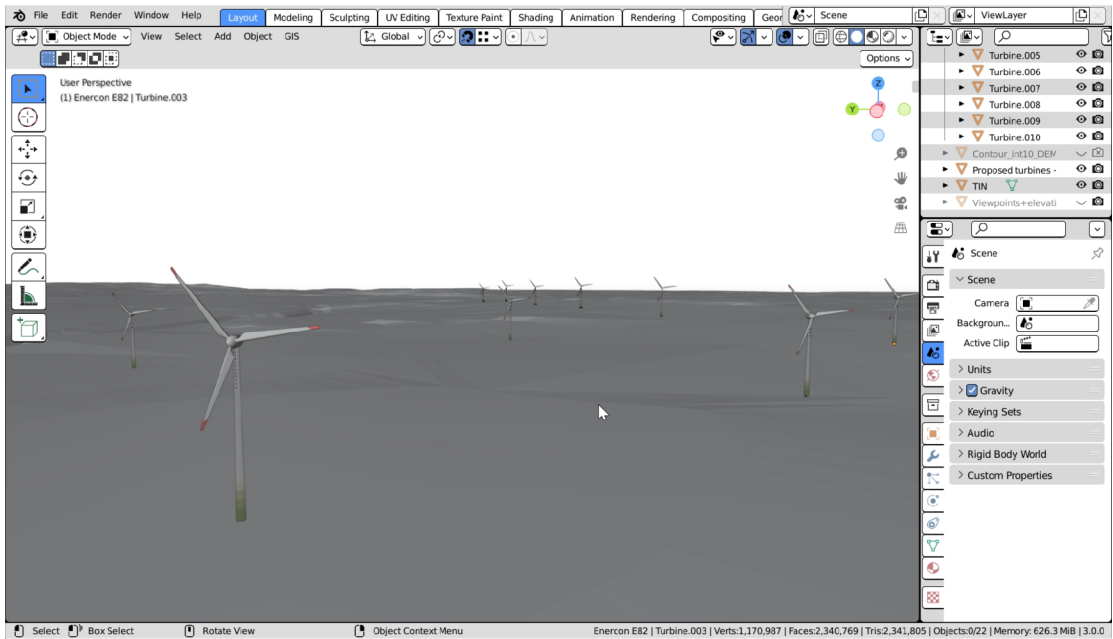 File Edit Render Window Help Layout Modeling Sculpting UV Editing Texture Paint Shading Animation Rendering Compositing Geor Scene ViewLayer
Object Mode View Select Add Object GIS Global
Options
User Perspective
(1) Enercon E82 | Turbine.003
Z
Y
Turbine.005
Turbine.006
Turbine.007
Turbine.008
Turbine.009
Turbine.010
Contour_int10_DEM
Proposed turbines -
TIN
Viewpoints+elevati
Scene
Scene
Camera
Backgroun...
Active Clip
Units
Gravity
Keying Sets
Audio
Rigid Body World
Custom Properties
Select Box Select Rotate View Object Context Menu Enercon E82 | Turbine.003 | Verts:1,170,987 | Faces:2,340,769 | Tris:2,341,805 | Objects:0/22 | Memory: 626.3 MiB | 3.0.0